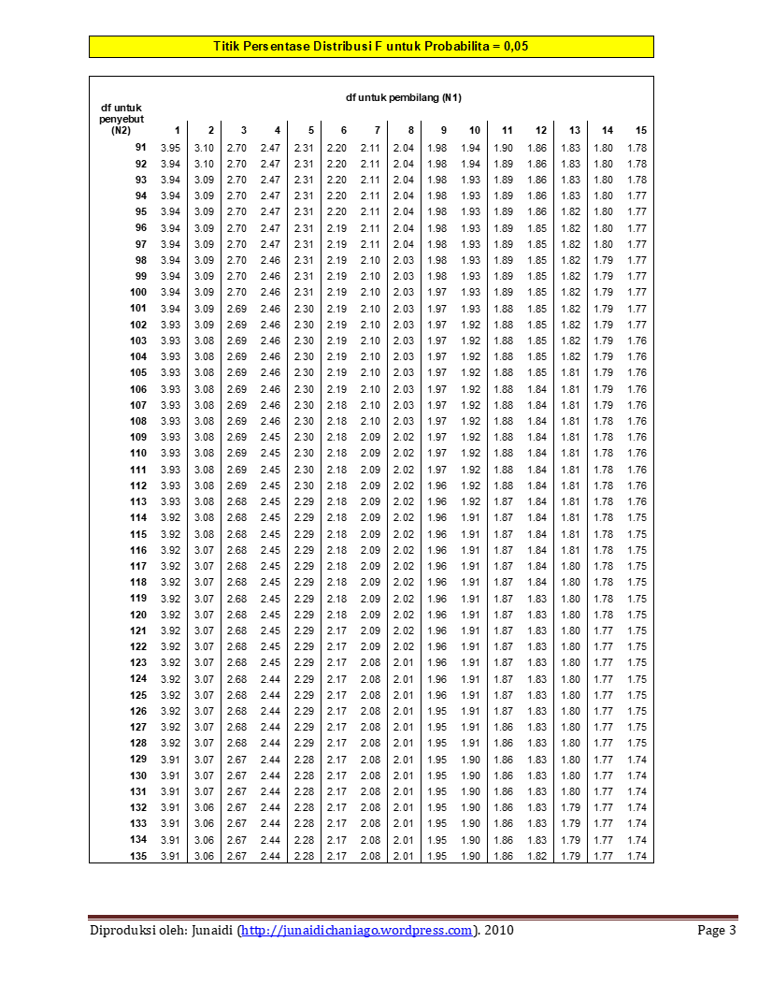 Titik Persentase Distribusi F untuk Probabilita = 0,05
df untuk pembilang (N1)
df untuk
penyebut
(N2) 1 2 3 4 5 6 7 8 9 10 11 12 13 14 15
91 3.95 3.10 2.70 2.47 2.31 2.20 2.11 2.04 1.98 1.94 1.90 1.86 1.83 1.80 1.78
92 3.94 3.10 2.70 2.47 2.31 2.20 2.11 2.04 1.98 1.94 1.89 1.86 1.83 1.80 1.78
93 3.94 3.09 2.70 2.47 2.31 2.20 2.11 2.04 1.98 1.93 1.89 1.86 1.83 1.80 1.78
94 3.94 3.09 2.70 2.47 2.31 2.20 2.11 2.04 1.98 1.93 1.89 1.86 1.83 1.80 1.77
95 3.94 3.09 2.70 2.47 2.31 2.20 2.11 2.04 1.98 1.93 1.89 1.86 1.82 1.80 1.77
96 3.94 3.09 2.70 2.47 2.31 2.19 2.11 2.04 1.98 1.93 1.89 1.85 1.82 1.80 1.77
97 3.94 3.09 2.70 2.47 2.31 2.19 2.11 2.04 1.98 1.93 1.89 1.85 1.82 1.80 1.77
98 3.94 3.09 2.70 2.46 2.31 2.19 2.10 2.03 1.98 1.93 1.89 1.85 1.82 1.79 1.77
99 3.94 3.09 2.70 2.46 2.31 2.19 2.10 2.03 1.98 1.93 1.89 1.85 1.82 1.79 1.77
100 3.94 3.09 2.70 2.46 2.31 2.19 2.10 2.03 1.97 1.93 1.89 1.85 1.82 1.79 1.77
101 3.94 3.09 2.69 2.46 2.30 2.19 2.10 2.03 1.97 1.93 1.88 1.85 1.82 1.79 1.77
102 3.93 3.09 2.69 2.46 2.30 2.19 2.10 2.03 1.97 1.92 1.88 1.85 1.82 1.79 1.77
103 3.93 3.08 2.69 2.46 2.30 2.19 2.10 2.03 1.97 1.92 1.88 1.85 1.82 1.79 1.76
104 3.93 3.08 2.69 2.46 2.30 2.19 2.10 2.03 1.97 1.92 1.88 1.85 1.82 1.79 1.76
105 3.93 3.08 2.69 2.46 2.30 2.19 2.10 2.03 1.97 1.92 1.88 1.85 1.81 1.79 1.76
106 3.93 3.08 2.69 2.46 2.30 2.19 2.10 2.03 1.97 1.92 1.88 1.84 1.81 1.79 1.76
107 3.93 3.08 2.69 2.46 2.30 2.18 2.10 2.03 1.97 1.92 1.88 1.84 1.81 1.79 1.76
108 3.93 3.08 2.69 2.46 2.30 2.18 2.10 2.03 1.97 1.92 1.88 1.84 1.81 1.78 1.76
109 3.93 3.08 2.69 2.45 2.30 2.18 2.09 2.02 1.97 1.92 1.88 1.84 1.81 1.78 1.76
110 3.93 3.08 2.69 2.45 2.30 2.18 2.09 2.02 1.97 1.92 1.88 1.84 1.81 1.78 1.76
111 3.93 3.08 2.69 2.45 2.30 2.18 2.09 2.02 1.97 1.92 1.88 1.84 1.81 1.78 1.76
112 3.93 3.08 2.69 2.45 2.30 2.18 2.09 2.02 1.96 1.92 1.88 1.84 1.81 1.78 1.76
113 3.93 3.08 2.68 2.45 2.29 2.18 2.09 2.02 1.96 1.92 1.87 1.84 1.81 1.78 1.76
114 3.92 3.08 2.68 2.45 2.29 2.18 2.09 2.02 1.96 1.91 1.87 1.84 1.81 1.78 1.75
115 3.92 3.08 2.68 2.45 2.29 2.18 2.09 2.02 1.96 1.91 1.87 1.84 1.81 1.78 1.75
116 3.92 3.07 2.68 2.45 2.29 2.18 2.09 2.02 1.96 1.91 1.87 1.84 1.81 1.78 1.75
117 3.92 3.07 2.68 2.45 2.29 2.18 2.09 2.02 1.96 1.91 1.87 1.84 1.80 1.78 1.75
118 3.92 3.07 2.68 2.45 2.29 2.18 2.09 2.02 1.96 1.91 1.87 1.84 1.80 1.78 1.75
119 3.92 3.07 2.68 2.45 2.29 2.18 2.09 2.02 1.96 1.91 1.87 1.83 1.80 1.78 1.75
120 3.92 3.07 2.68 2.45 2.29 2.18 2.09 2.02 1.96 1.91 1.87 1.83 1.80 1.78 1.75
121 3.92 3.07 2.68 2.45 2.29 2.17 2.09 2.02 1.96 1.91 1.87 1.83 1.80 1.77 1.75
122 3.92 3.07 2.68 2.45 2.29 2.17 2.09 2.02 1.96 1.91 1.87 1.83 1.80 1.77 1.75
123 3.92 3.07 2.68 2.45 2.29 2.17 2.08 2.01 1.96 1.91 1.87 1.83 1.80 1.77 1.75
124 3.92 3.07 2.68 2.44 2.29 2.17 2.08 2.01 1.96 1.91 1.87 1.83 1.80 1.77 1.75
125 3.92 3.07 2.68 2.44 2.29 2.17 2.08 2.01 1.96 1.91 1.87 1.83 1.80 1.77 1.75
126 3.92 3.07 2.68 2.44 2.29 2.17 2.08 2.01 1.95 1.91 1.87 1.83 1.80 1.77 1.75
127 3.92 3.07 2.68 2.44 2.29 2.17 2.08 2.01 1.95 1.91 1.86 1.83 1.80 1.77 1.75
128 3.92 3.07 2.68 2.44 2.29 2.17 2.08 2.01 1.95 1.91 1.86 1.83 1.80 1.77 1.75
129 3.91 3.07 2.67 2.44 2.28 2.17 2.08 2.01 1.95 1.90 1.86 1.83 1.80 1.77 1.74
130 3.91 3.07 2.67 2.44 2.28 2.17 2.08 2.01 1.95 1.90 1.86 1.83 1.80 1.77 1.74
131 3.91 3.07 2.67 2.44 2.28 2.17 2.08 2.01 1.95 1.90 1.86 1.83 1.80 1.77 1.74
132 3.91 3.06 2.67 2.44 2.28 2.17 2.08 2.01 1.95 1.90 1.86 1.83 1.79 1.77 1.74
133 3.91 3.06 2.67 2.44 2.28 2.17 2.08 2.01 1.95 1.90 1.86 1.83 1.79 1.77 1.74
134 3.91 3.06 2.67 2.44 2.28 2.17 2.08 2.01 1.95 1.90 1.86 1.83 1.79 1.77 1.74
135 3.91 3.06 2.67 2.44 2.28 2.17 2.08 2.01 1.95 1.90 1.86 1.82 1.79 1.77 1.74
Diproduksi oleh: Junaidi (http://junaidichaniago.wordpress.com). 2010 Page 3